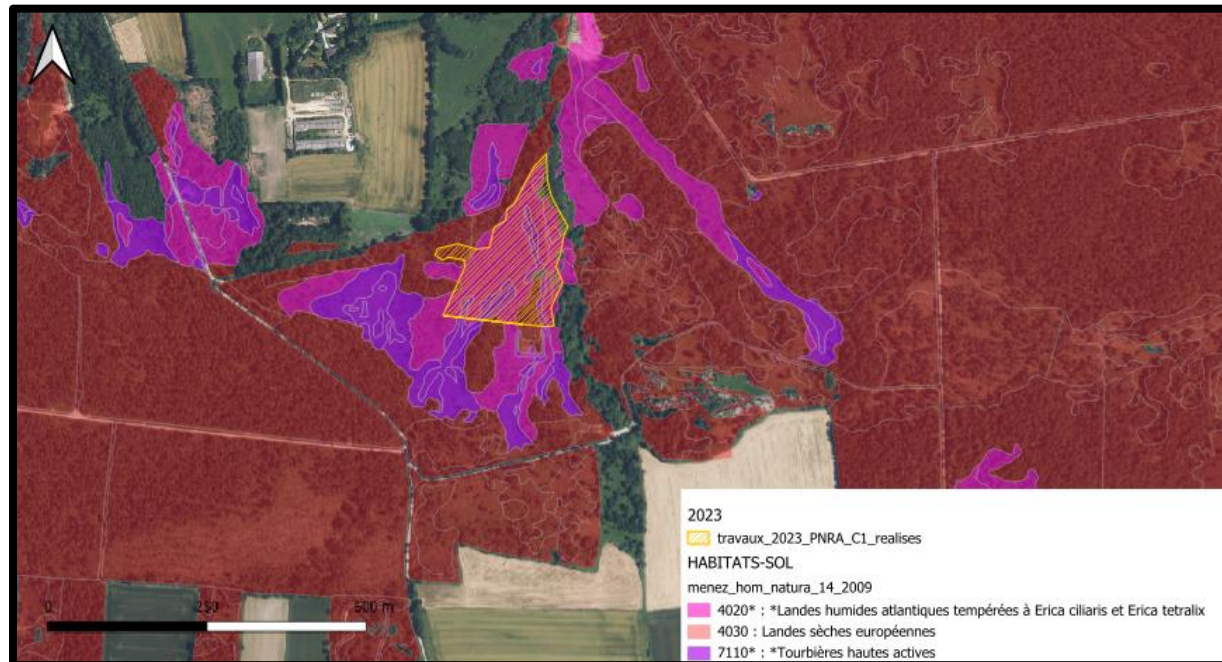 0 250 500 m
2023
travaux_2023_PNRA_C1_realises
HABITATS-SOL
menez_hom_natura_14_2009
4020* : *Landes humides atlantiques tempérées à Erica ciliaris et Erica tetralix
4030 : Landes sèches européennes
7110* : *Tourbières hautes actives